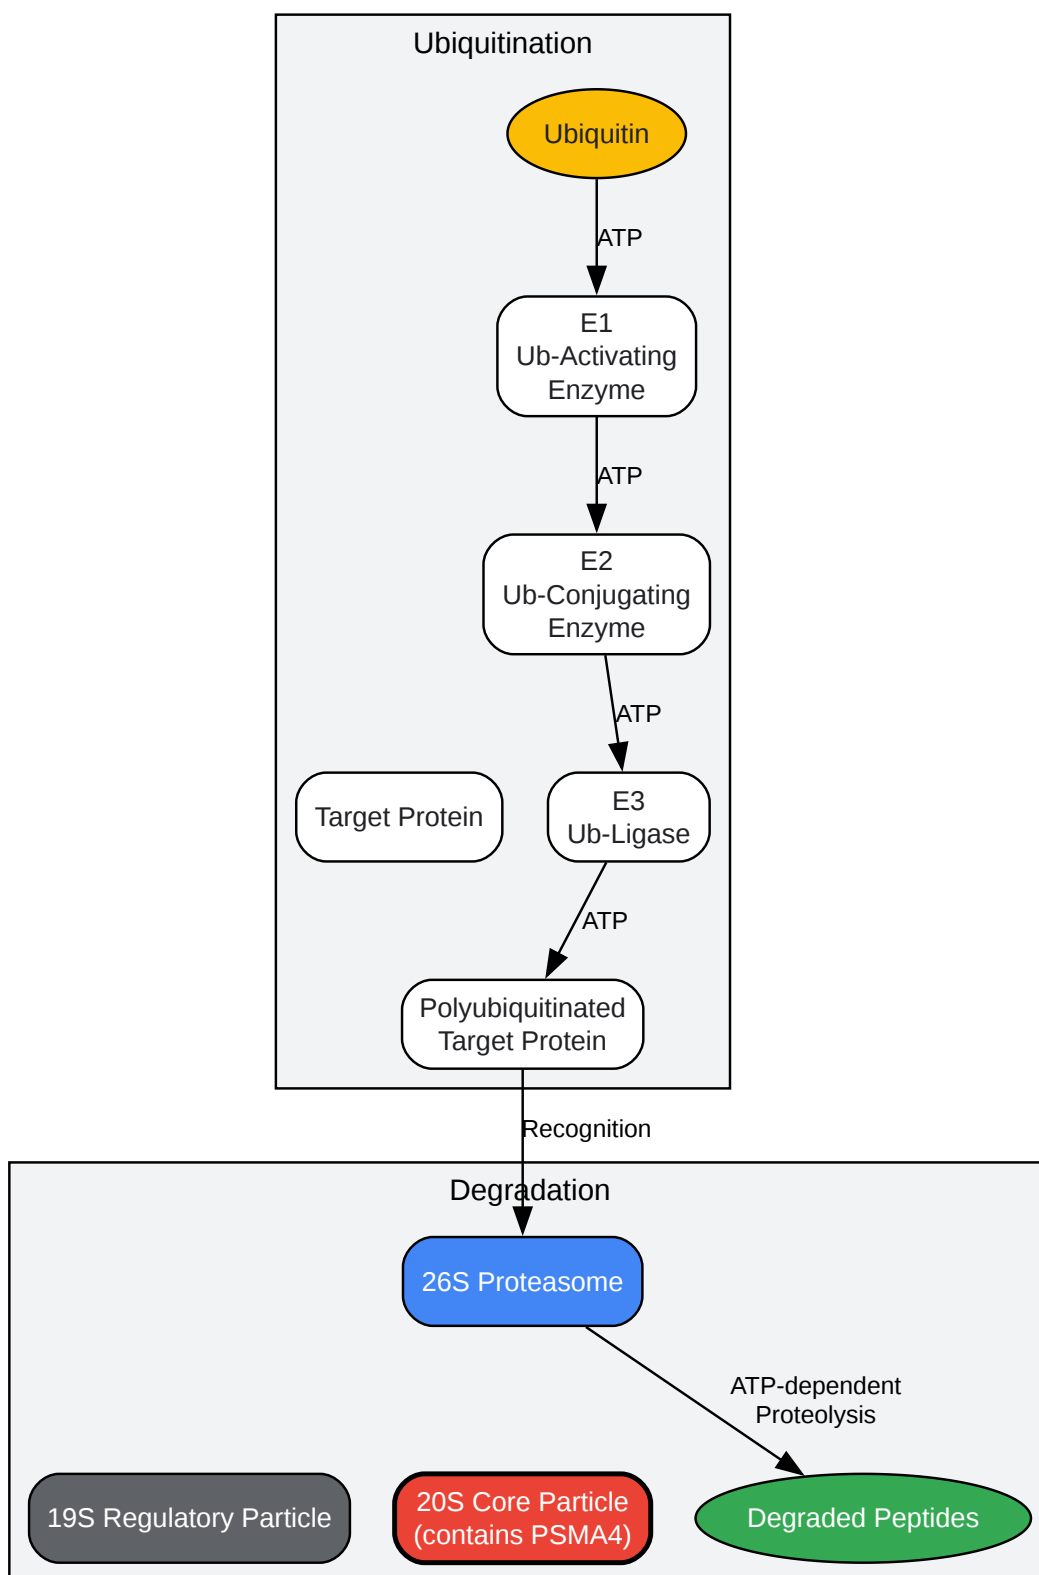 Ubiquitination
Ubiquitin
ATP
E1
Ub-Activating
Enzyme
ATP
E2
Ub-Conjugating
Enzyme
ATP
Target Protein
E3
Ub-Ligase
ATP
Polyubiquitinated
Target Protein
Recognition
Degradation
26S Proteasome
ATP-dependent
Proteolysis
19S Regulatory Particle
20S Core Particle
(contains PSMA4)
Degraded Peptides